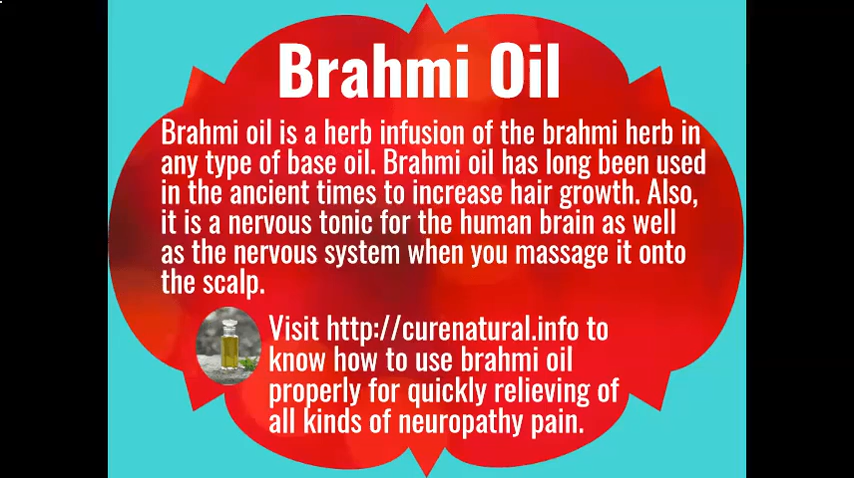 Brahmi Oil
Brahmi oil is a herb infusion of the brahmi herb in
any type of base oil. Brahmi oil has long been used
in the ancient times to increase hair growth. Also,
it is a nervous tonic for the human brain as well
as the nervous system when you massage it onto
the scalp.
Visit http://curenatural.info to
know how to use brahmi oil
properly for quickly relieving of
all kinds of neuropathy pain.